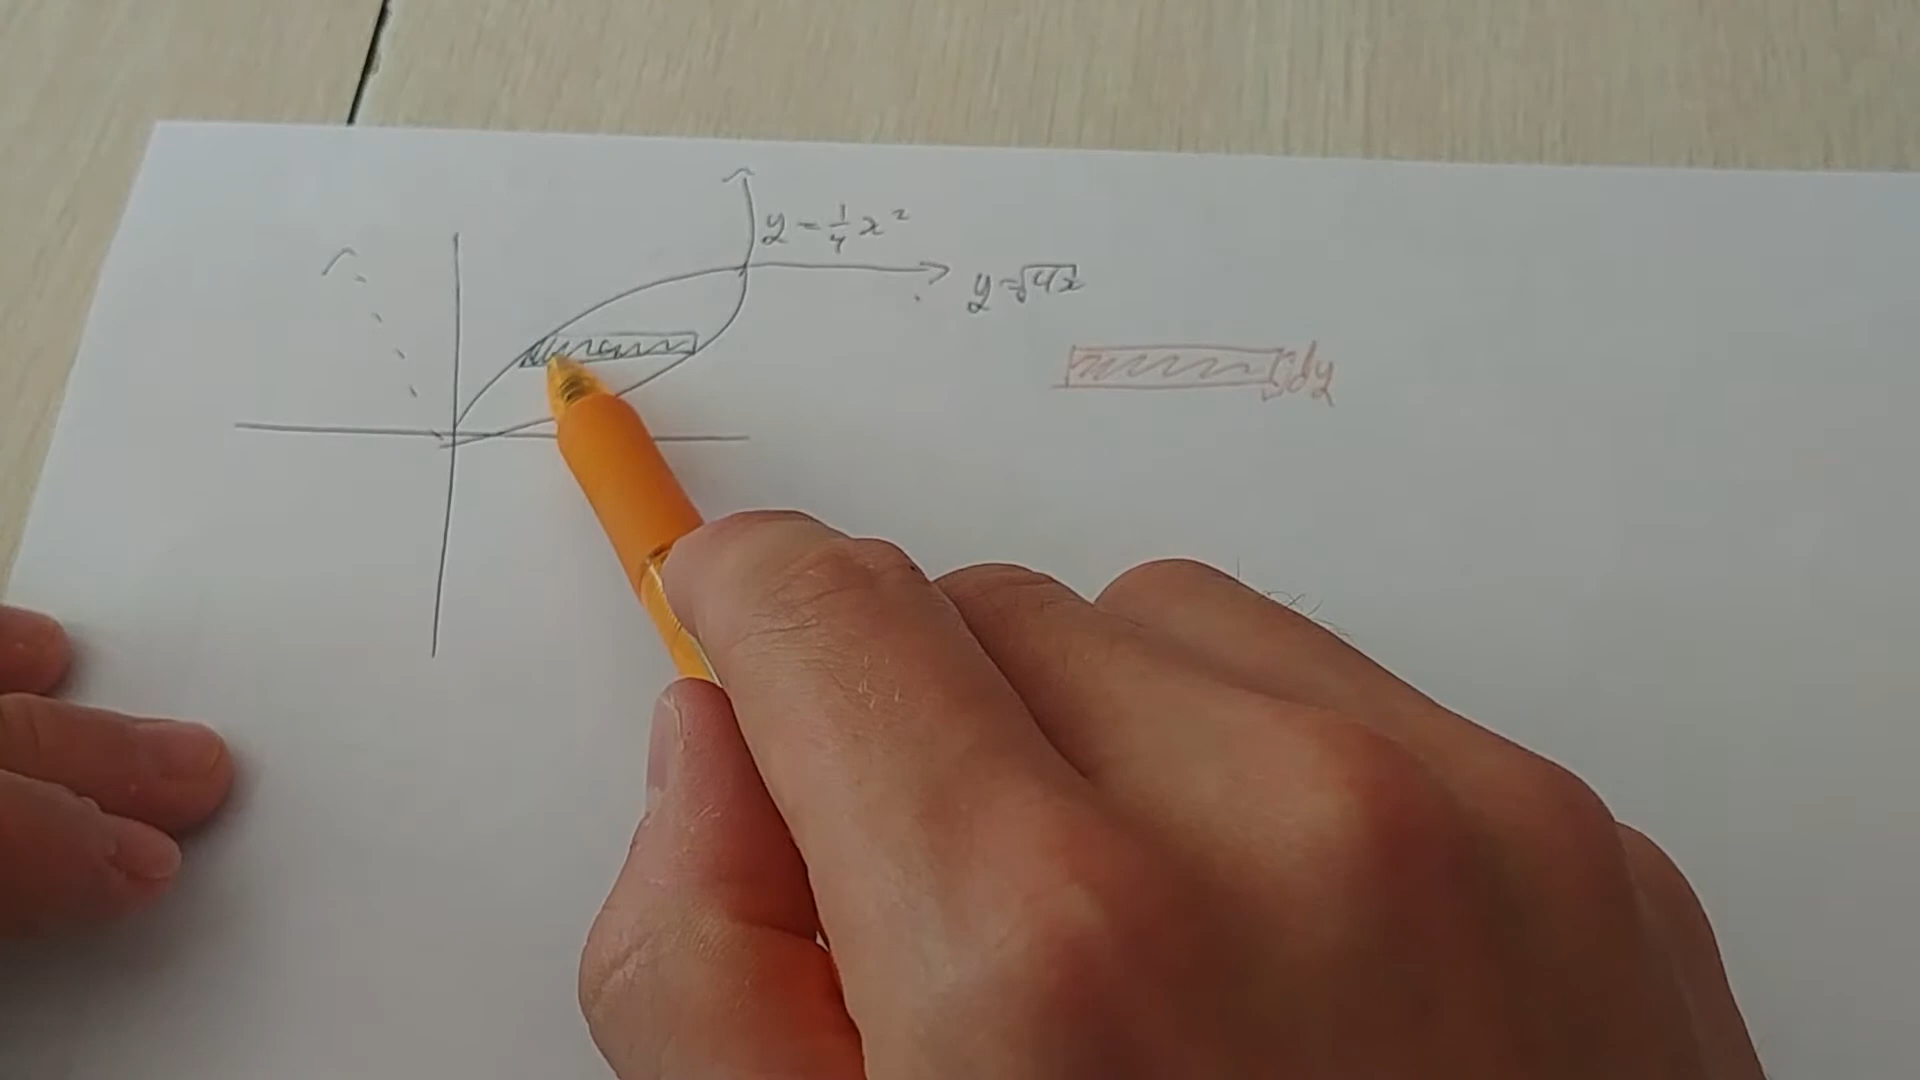 y = 1/4 x²
y = √4x
dy